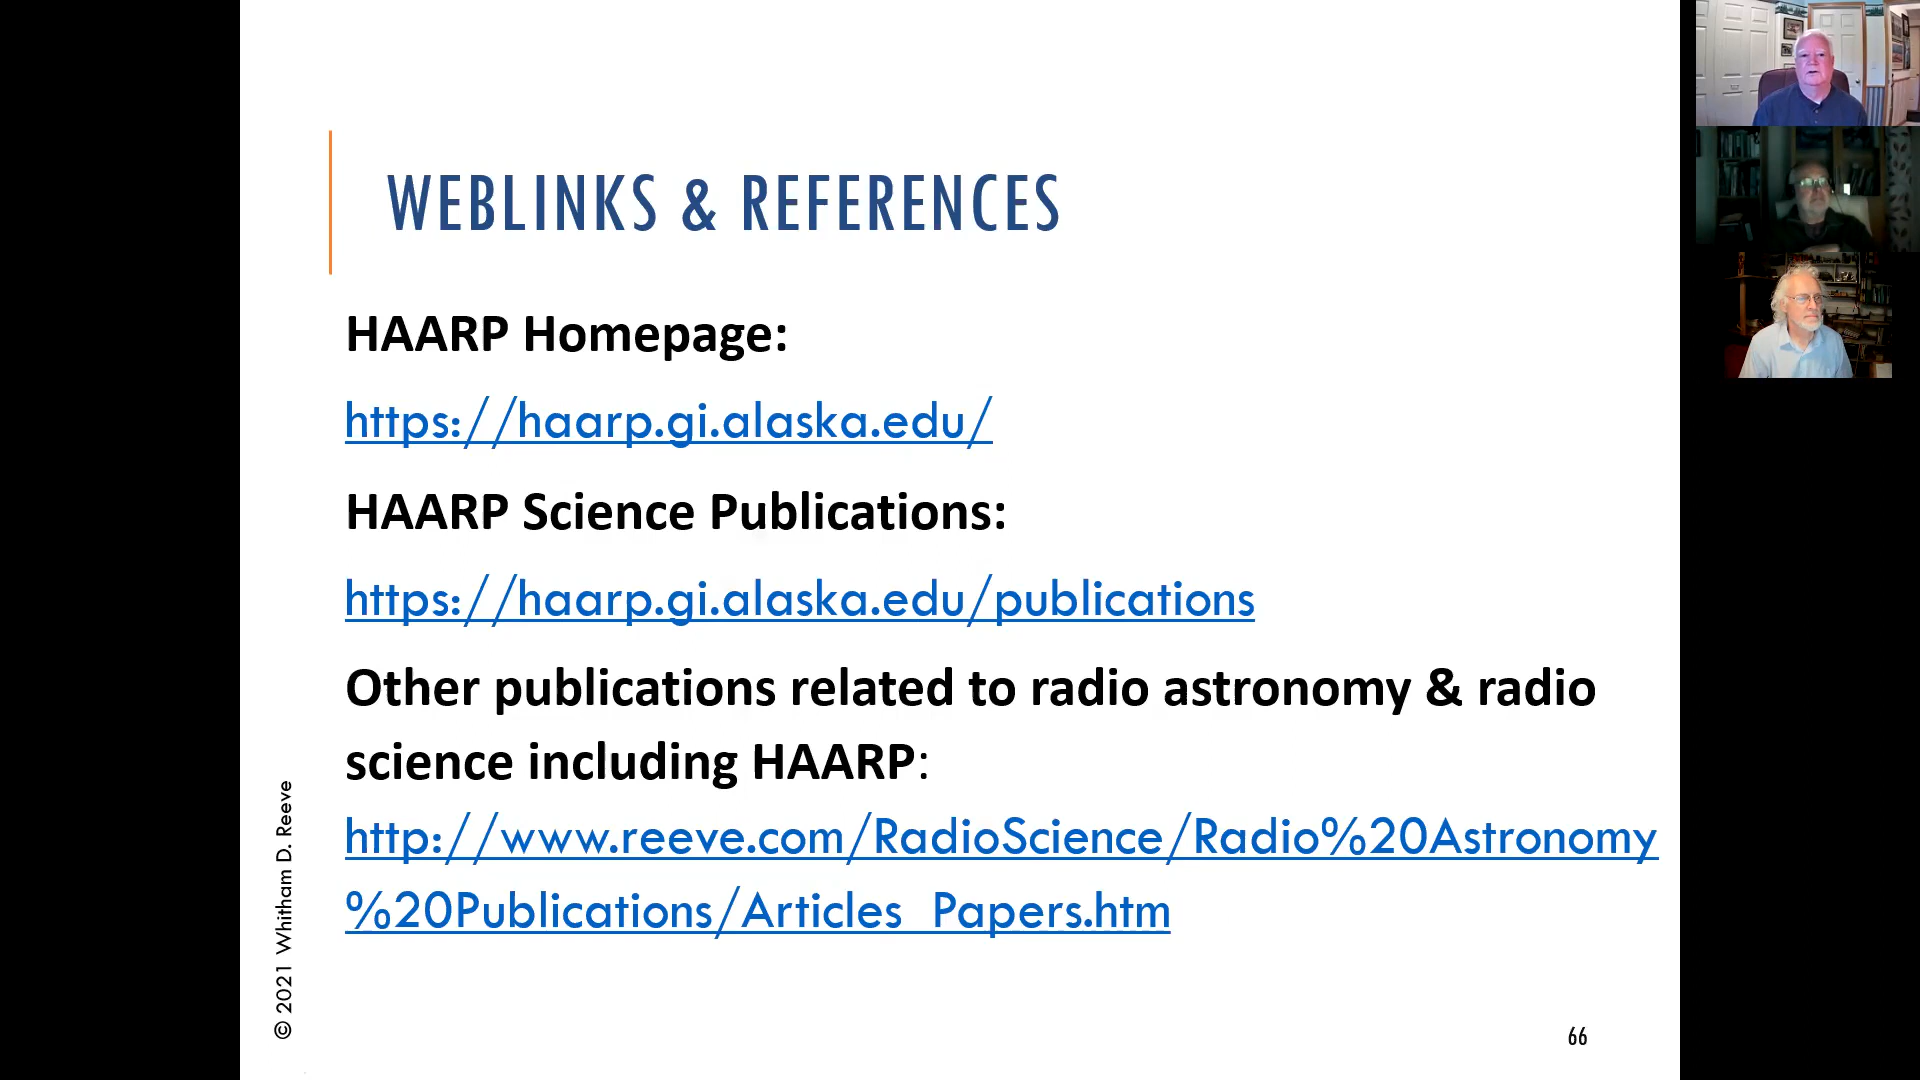 WEBLINKS & REFERENCES
HAARP Homepage:
https://haarp.gi.alaska.edu/
HAARP Science Publications:
https://haarp.gi.alaska.edu/publications
Other publications related to radio astronomy & radio
science including HAARP:
http://www.reeve.com/RadioScience/Radio%20Astronomy
%20Publications/Articles_Papers.htm
© 2021 Whitham D. Reeve
66